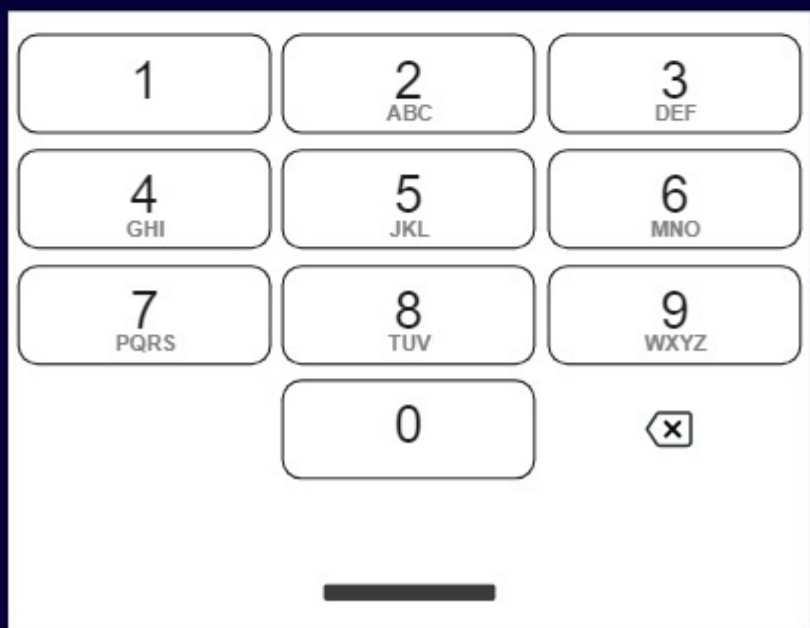 1 2 3
ABC DEF
4 5 6
GHI JKL MNO
7 8 9
PQRS TUV WXYZ
0